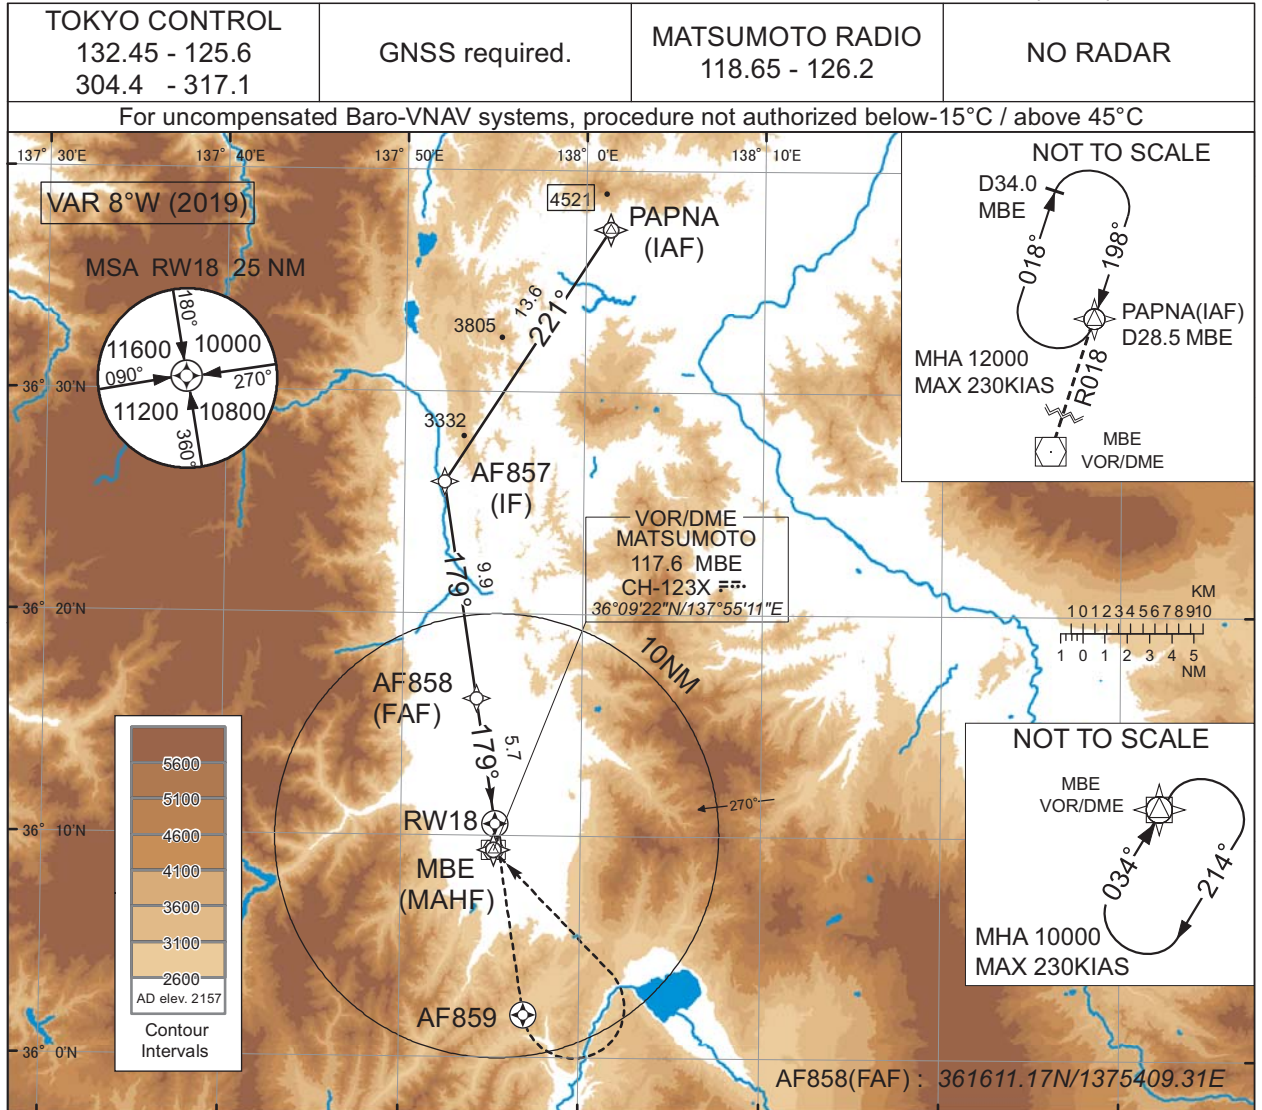 TOKYO CONTROL
132.45 - 125.6
304.4 - 317.1
GNSS required.
MATSUMOTO RADIO
118.65 - 126.2
NO RADAR
For uncompensated Baro-VNAV systems, procedure not authorized below-15°C / above 45°C
137° 30'E
137° 40'E
137° 50'E
138° 0'E
138° 10'E
VAR 8°W (2019)
MSA RW18 25 NM
180°
11600
10000
090°
270°
11200
10800
360°
4521
PAPNA
(IAF)
13.6
221°
3805
3332
36° 30'N
AF857
(IF)
NOT TO SCALE
D34.0
MBE
018°
198°
PAPNA(IAF)
D28.5 MBE
MHA 12000
MAX 230KIAS
R018
MBE
VOR/DME
VOR/DME
MATSUMOTO
117.6 MBE
CH-123X
36°09'22"N/137°55'11"E
179°
9.9
36° 20'N
KM
1 0 1 2 3 4 5 6 7 8 9 10
1 0 1 2 3 4 5
NM
10NM
AF858
(FAF)
179°
5.7
270°
5600
5100
4600
4100
3600
3100
2600
AD elev. 2157
Contour
Intervals
36° 10'N
RW18
MBE
(MAHF)
NOT TO SCALE
MBE
VOR/DME
034°
214°
MHA 10000
MAX 230KIAS
AF859
36° 0'N
AF858(FAF) : 361611.17N/1375409.31E